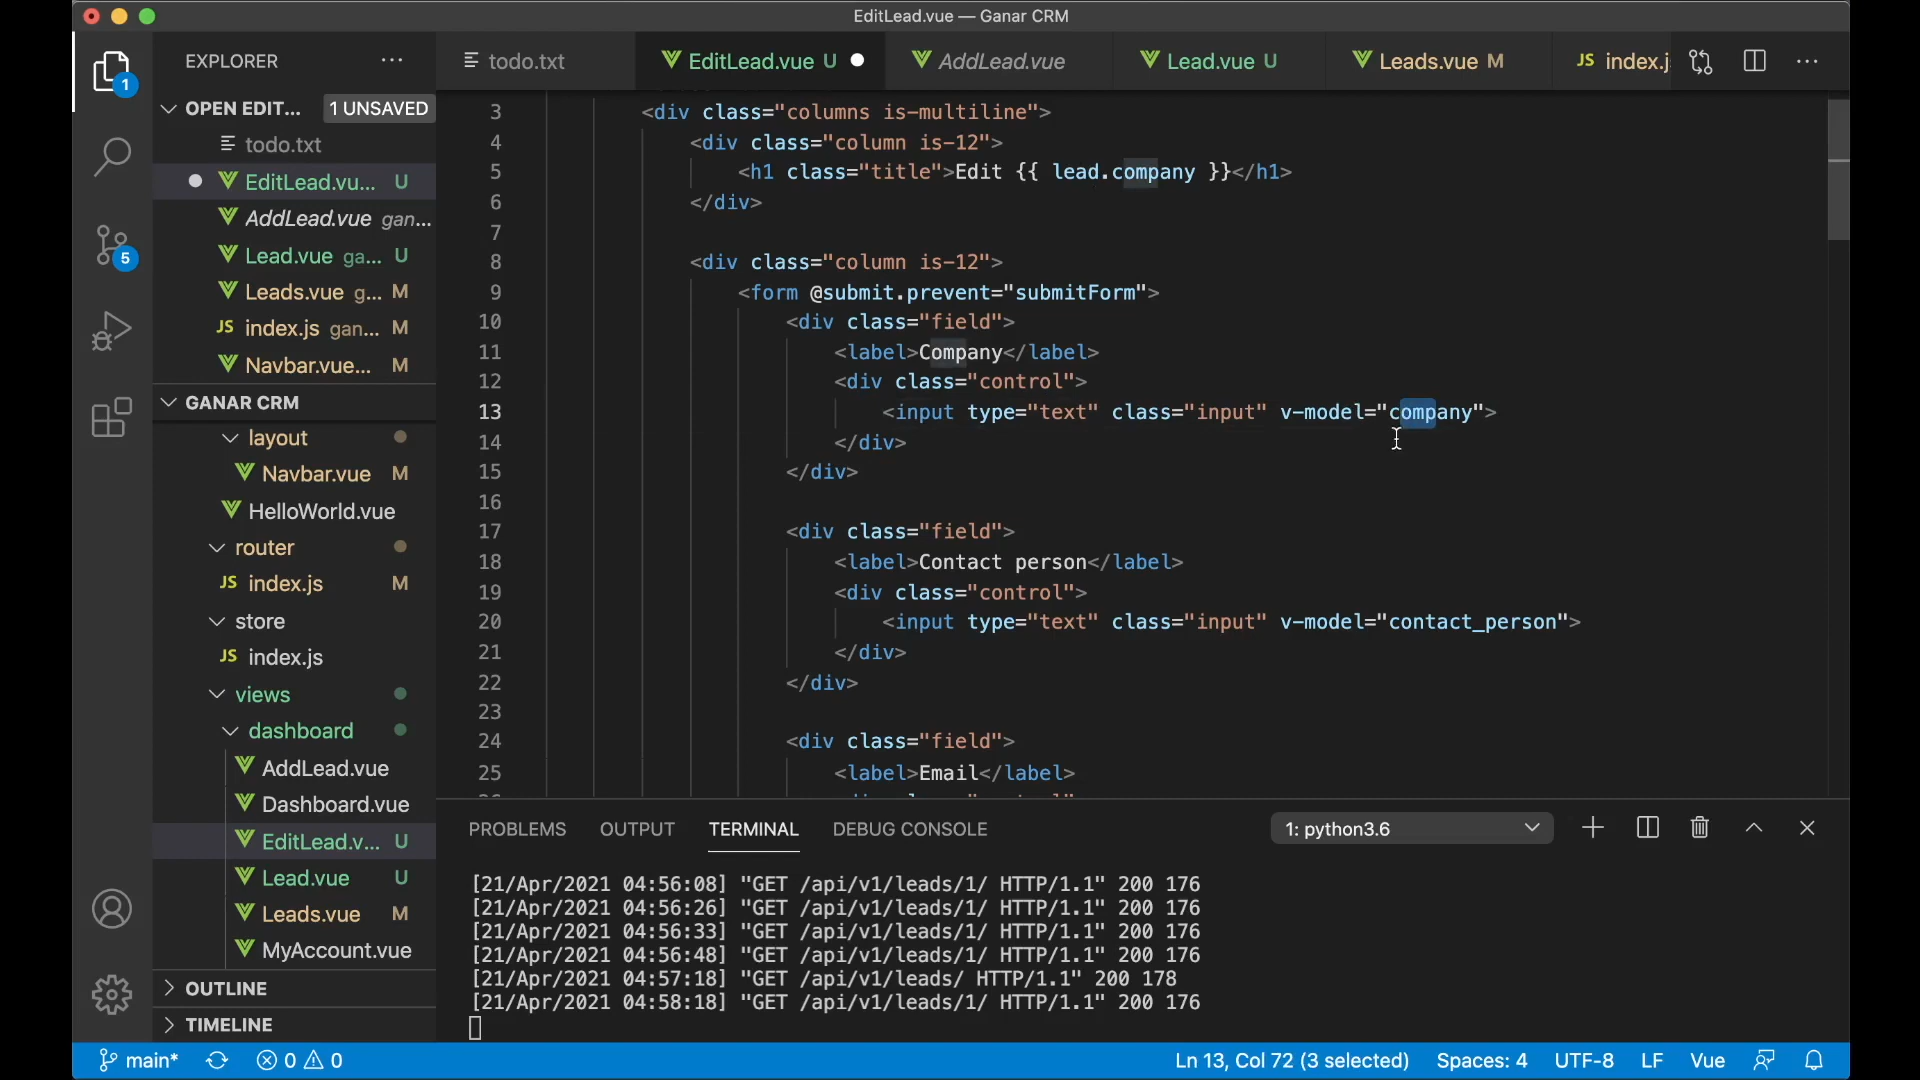 EditLead.vue — Ganar CRM
EXPLORER
todo.txt
EditLead.vue U
AddLead.vue
Lead.vue U
Leads.vue M
JS index.j
OPEN EDIT... 1 UNSAVED
todo.txt
EditLead.vu... U
AddLead.vue gan...
Lead.vue ga... U
Leads.vue g... M
JS index.js gan... M
Navbar.vue... M
GANAR CRM
layout
Navbar.vue M
HelloWorld.vue
router
JS index.js M
store
JS index.js
views
dashboard
AddLead.vue
Dashboard.vue
EditLead.v... U
Lead.vue U
Leads.vue M
MyAccount.vue
OUTLINE
TIMELINE
1
5
3 <div class="columns is-multiline">
4 <div class="column is-12">
5 <h1 class="title">Edit {{ lead.company }}</h1>
6 </div>
7
8 <div class="column is-12">
9 <form @submit.prevent="submitForm">
10 <div class="field">
11 <label>Company</label>
12 <div class="control">
13 <input type="text" class="input" v-model="company">
14 </div>
15 </div>
16
17 <div class="field">
18 <label>Contact person</label>
19 <div class="control">
20 <input type="text" class="input" v-model="contact_person">
21 </div>
22 </div>
23
24 <div class="field">
25 <label>Email</label>
PROBLEMS OUTPUT TERMINAL DEBUG CONSOLE 1: python3.6
[21/Apr/2021 04:56:08] "GET /api/v1/leads/1/ HTTP/1.1" 200 176
[21/Apr/2021 04:56:26] "GET /api/v1/leads/1/ HTTP/1.1" 200 176
[21/Apr/2021 04:56:33] "GET /api/v1/leads/1/ HTTP/1.1" 200 176
[21/Apr/2021 04:56:48] "GET /api/v1/leads/1/ HTTP/1.1" 200 176
[21/Apr/2021 04:57:18] "GET /api/v1/leads/ HTTP/1.1" 200 178
[21/Apr/2021 04:58:18] "GET /api/v1/leads/1/ HTTP/1.1" 200 176
main* 0 0 Ln 13, Col 72 (3 selected) Spaces: 4 UTF-8 LF Vue